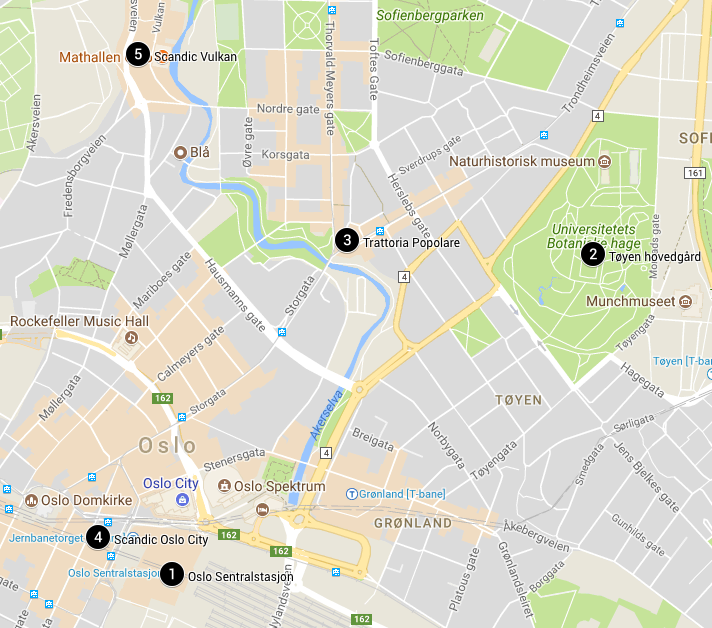 Sofienbergparken
Vulkan
Mathallen
5
Scandic Vulkan
Thorvald Meyers gate
Toftes Gate
Sofienberggata
Trondheimsveien
Nordre gate
4
Akersveien
Fredensborgveien
Blå
Øvre gate
Korsgata
Sverdrups gate
Naturhistorisk museum
161
Herslebs gate
Møllergata
3
Trattoria Popolare
Universitetets
Botaniske hage
2
Tøyen hovedgård
4
Mariboes gate
Hausmanns gate
Storgata
Munchmuseet
Rockefeller Music Hall
Calmeyers gate
Tøyengata
Tøyen [T-ban
Hagegata
Møllergata
162
Storgata
Akerselva
TØYEN
Oslo
Breigata
Norbygata
Tøyengata
Sørligata
Smedgata
Jens Bjelkes gate
Stenersgata
4
Oslo City
Oslo Spektrum
Grønland [T-bane]
Oslo Domkirke
GRØNLAND
Åkebergveien
Gunhilds gate
Jernbanetorget
4
Scandic Oslo City
162
162
Oslo Sentralstasjo
1
Oslo Sentralstasjon
Platous gate
Grønlandsleiret
Borggata
Nylandsveien
162